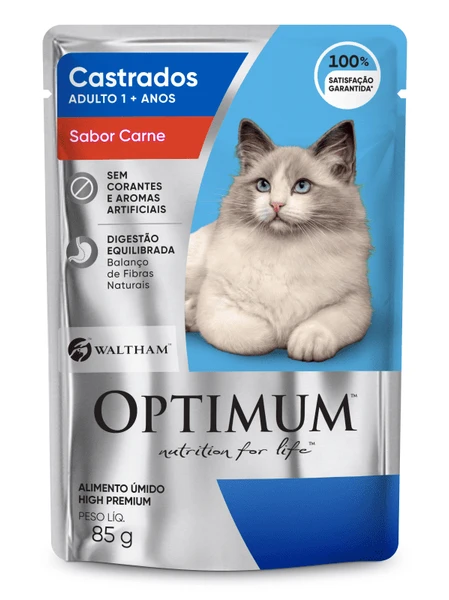 Castrados
ADULTO 1 + ANOS
Sabor Carne
100%
SATISFAÇÃO
GARANTIDA*
SEM
CORANTES
E AROMAS
ARTIFICIAIS
DIGESTÃO
EQUILIBRADA
Balanço
de Fibras
Naturais
WALTHAM™
OPTIMUM™
nutrition for life™
ALIMENTO ÚMIDO
HIGH PREMIUM
PESO LÍQ.
85 g